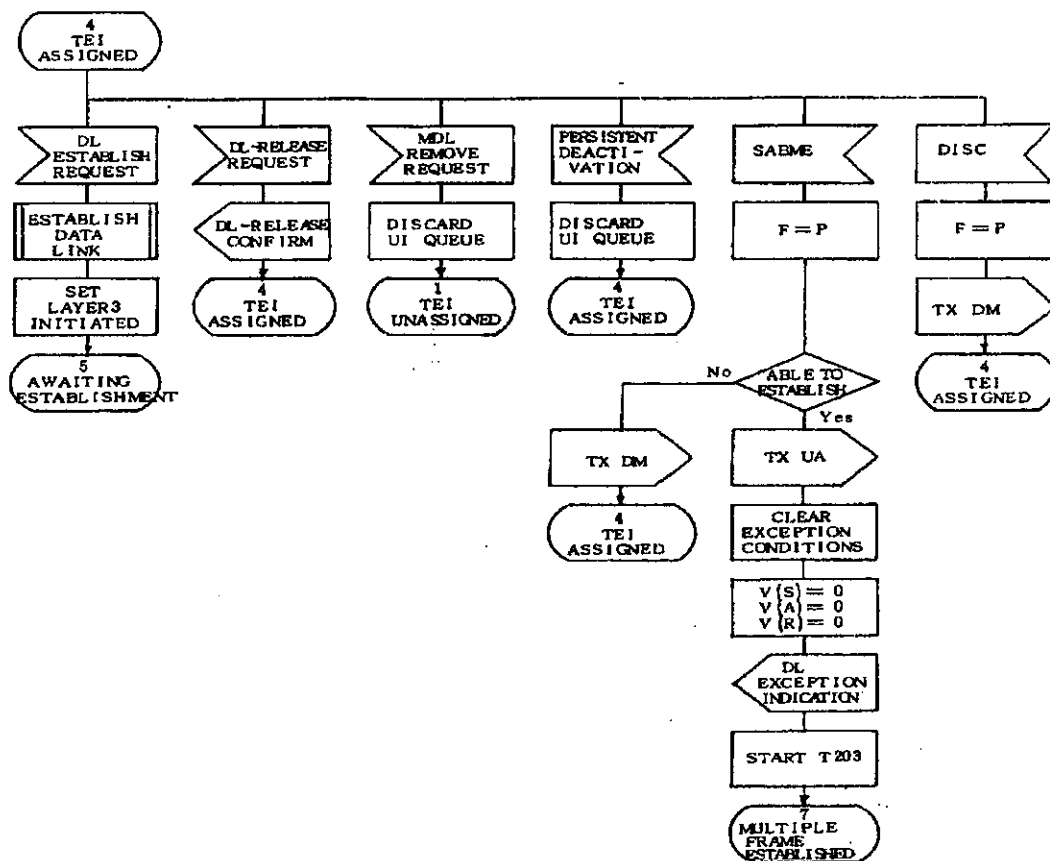 4
TEI
ASSIGNED
DL
ESTABLISH
REQUEST
DL-RELEASE
REQUEST
MDL
REMOVE
REQUEST
PERSISTENT
DEACTI-
VATION
SABME
DISC
ESTABLISH
DATA
LINK
DL-RELEASE
CONFIRM
DISCARD
UI QUEUE
DISCARD
UI QUEUE
F=P
F=P
SET
LAYER3
INITIATED
4
TEI
ASSIGNED
1
TEI
UNASSIGNED
4
TEI
ASSIGNED
TX DM
5
AWAITING
ESTABLISHMENT
No
ABLE TO
ESTABLISH
Yes
4
TEI
ASSIGNED
TX DM
TX UA
4
TEI
ASSIGNED
CLEAR
EXCEPTION
CONDITIONS
V(S)= 0
V(A)= 0
V(R)= 0
DL
EXCEPTION
INDICATION
START T203
7
MULTIPLE
FRAME
ESTABLISHED